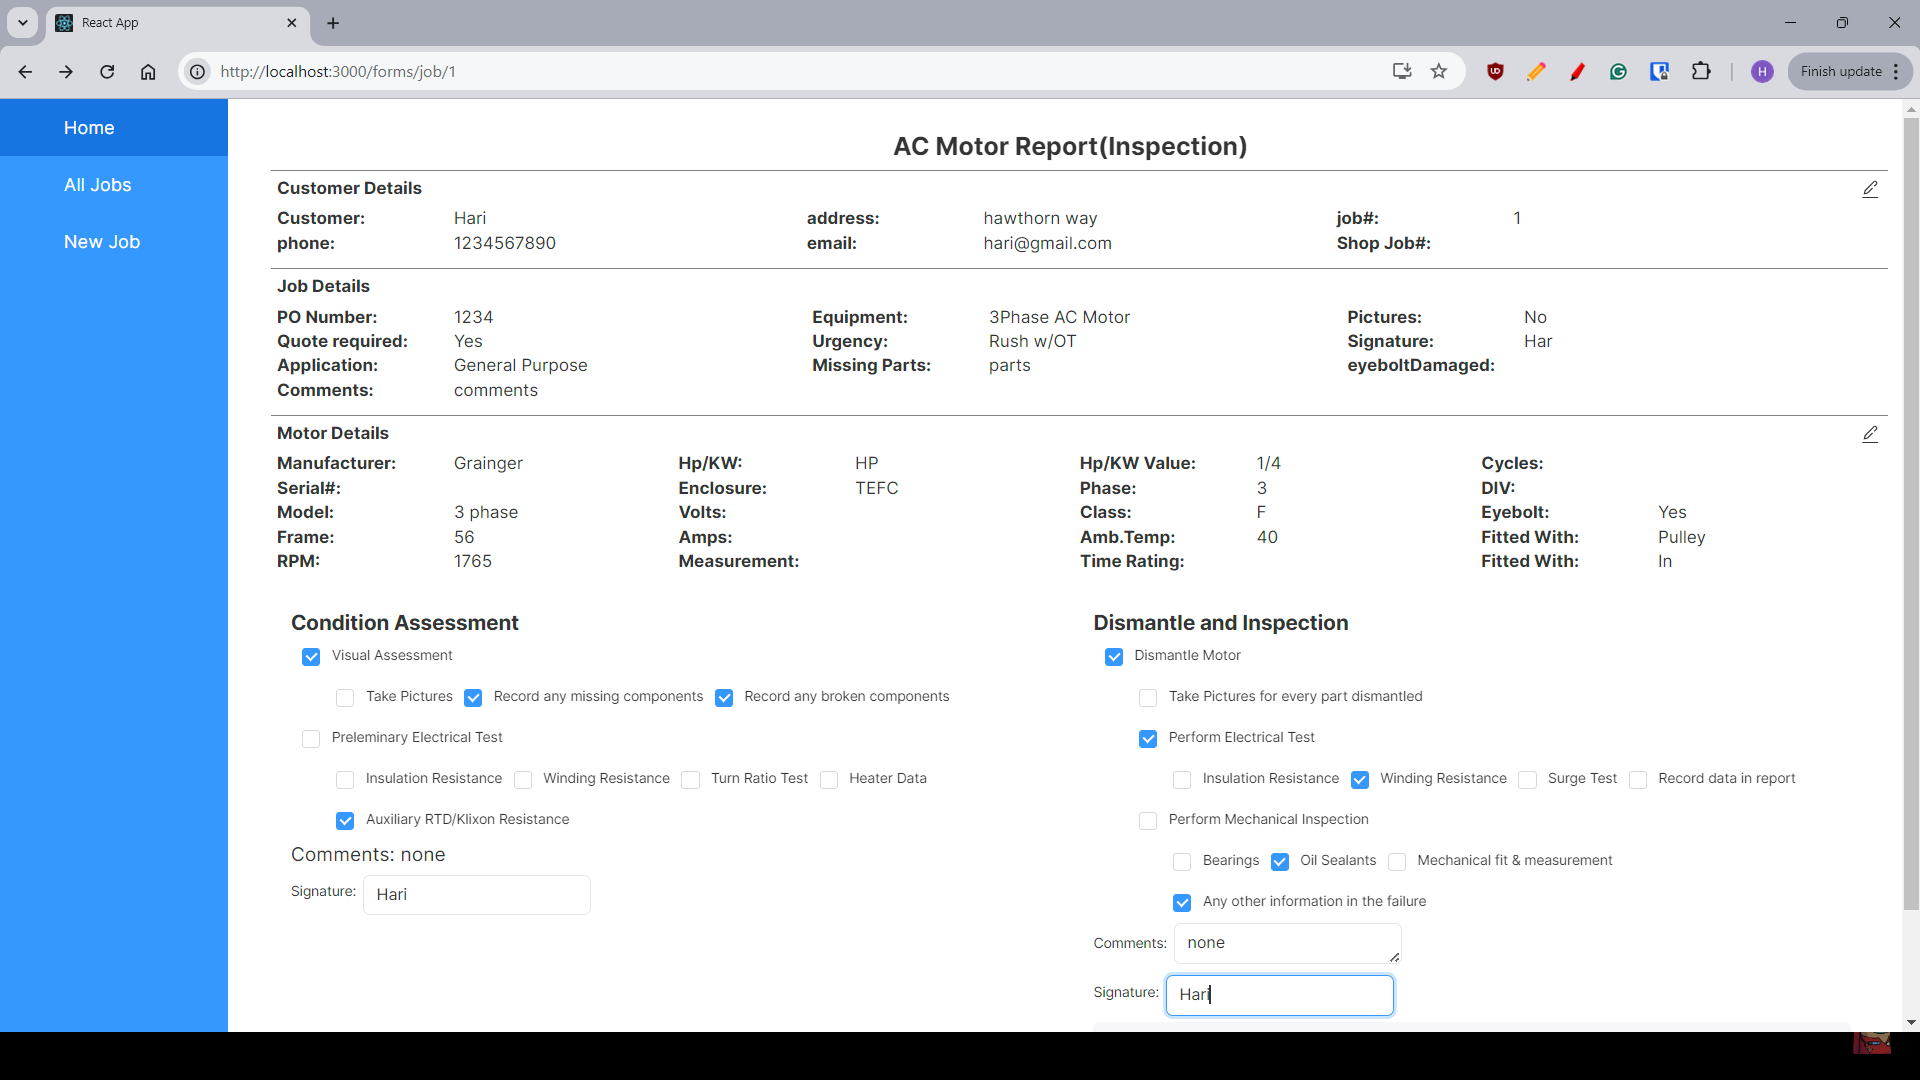 React App
http://localhost:3000/forms/job/1
H
Finish update
Home
All Jobs
New Job
AC Motor Report(Inspection)
Customer Details
Customer: Hari address: hawthorn way job#: 1
phone: 1234567890 email: hari@gmail.com Shop Job#:
Job Details
PO Number: 1234 Equipment: 3Phase AC Motor Pictures: No
Quote required: Yes Urgency: Rush w/OT Signature: Har
Application: General Purpose Missing Parts: parts eyeboltDamaged:
Comments: comments
Motor Details
Manufacturer: Grainger Hp/KW: HP Hp/KW Value: 1/4 Cycles:
Serial#: Enclosure: TEFC Phase: 3 DIV:
Model: 3 phase Volts: Class: F Eyebolt: Yes
Frame: 56 Amps: Amb.Temp: 40 Fitted With: Pulley
RPM: 1765 Measurement: Time Rating: Fitted With: In
Condition Assessment
Visual Assessment
Take Pictures Record any missing components Record any broken components
Preleminary Electrical Test
Insulation Resistance Winding Resistance Turn Ratio Test Heater Data
Auxiliary RTD/Klixon Resistance
Comments: none
Signature: Hari
Dismantle and Inspection
Dismantle Motor
Take Pictures for every part dismantled
Perform Electrical Test
Insulation Resistance Winding Resistance Surge Test Record data in report
Perform Mechanical Inspection
Bearings Oil Sealants Mechanical fit & measurement
Any other information in the failure
Comments: none
Signature: Hari